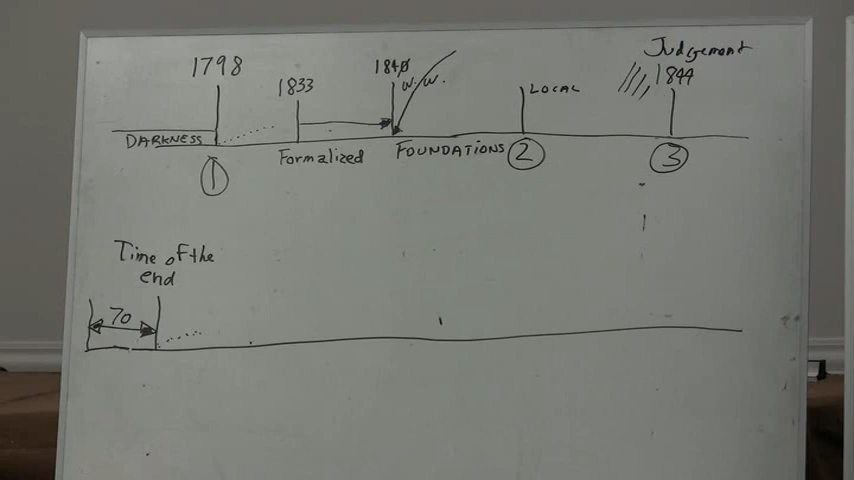 Judgement
1798
1833
1840
W.W.
LOCAL
1844
DARKNESS
Formalized
FOUNDATIONS
1
2
3
Time of the
end
70